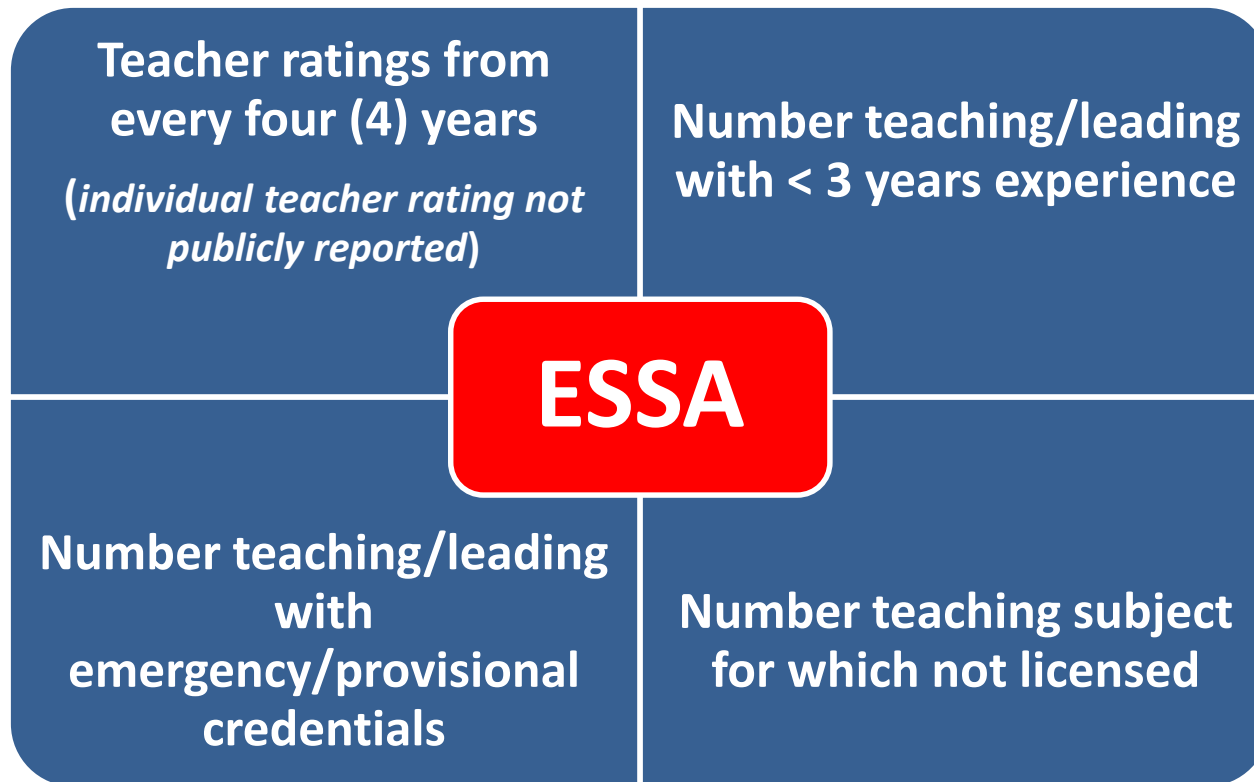 Teacher ratings from
every four (4) years
(individual teacher rating not
publicly reported)
Number teaching/leading
with < 3 years experience
ESSA
Number teaching/leading
with
emergency/provisional
credentials
Number teaching subject
for which not licensed